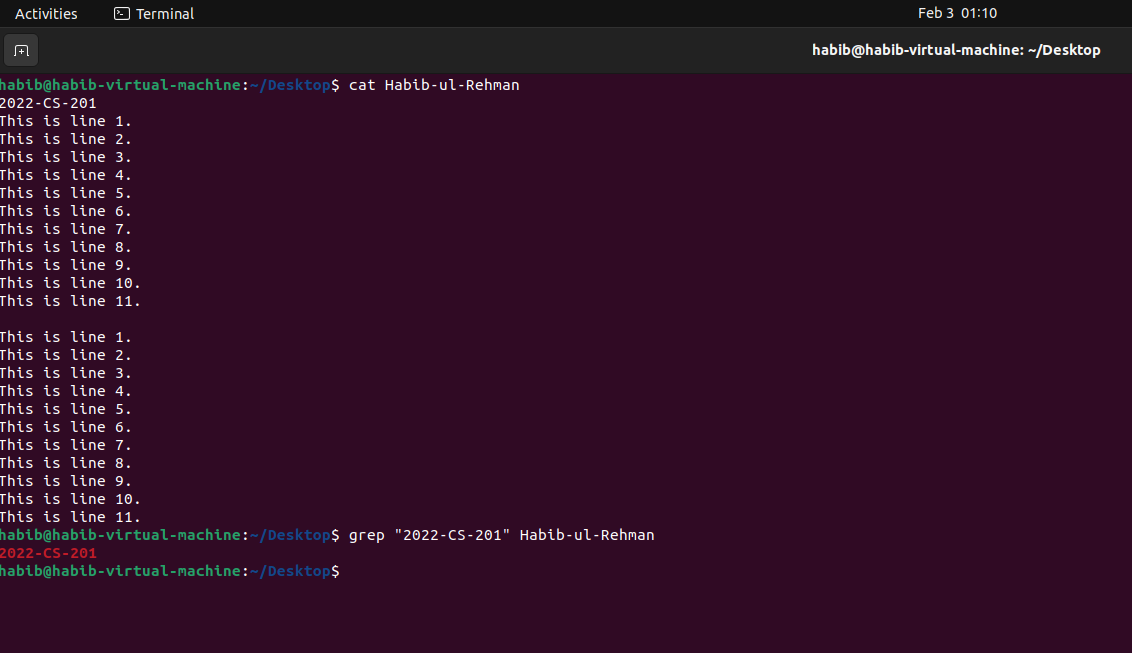 Activities Terminal Feb 3 01:10
habib@habib-virtual-machine: ~/Desktop
habib@habib-virtual-machine:~/Desktop$ cat Habib-ul-Rehman
2022-CS-201
This is line 1.
This is line 2.
This is line 3.
This is line 4.
This is line 5.
This is line 6.
This is line 7.
This is line 8.
This is line 9.
This is line 10.
This is line 11.

This is line 1.
This is line 2.
This is line 3.
This is line 4.
This is line 5.
This is line 6.
This is line 7.
This is line 8.
This is line 9.
This is line 10.
This is line 11.
habib@habib-virtual-machine:~/Desktop$ grep "2022-CS-201" Habib-ul-Rehman
2022-CS-201
habib@habib-virtual-machine:~/Desktop$